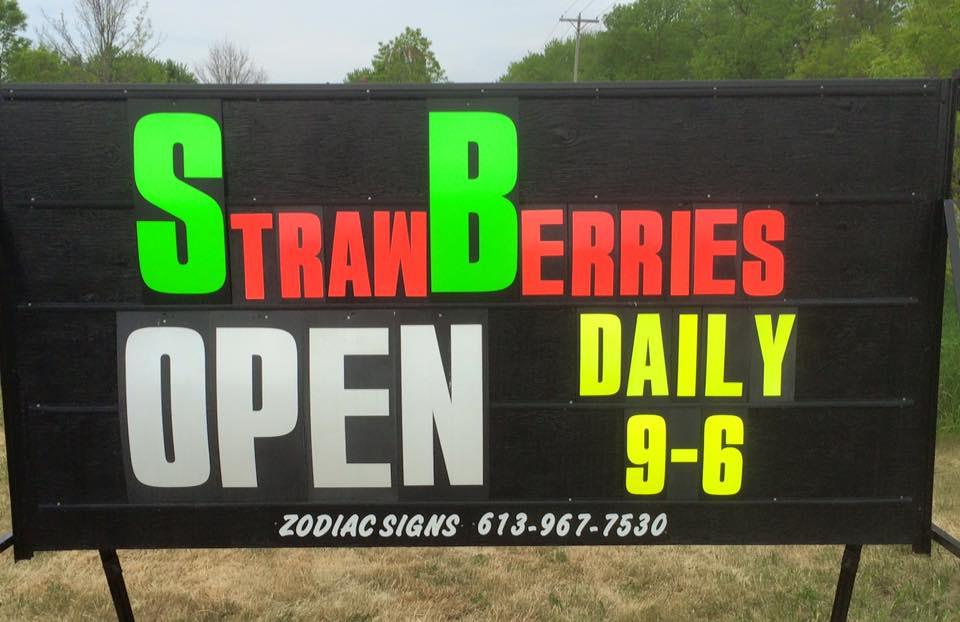 STRAWBERRIES
OPEN DAILY
9-6
ZODIAC SIGNS 613-967-7530